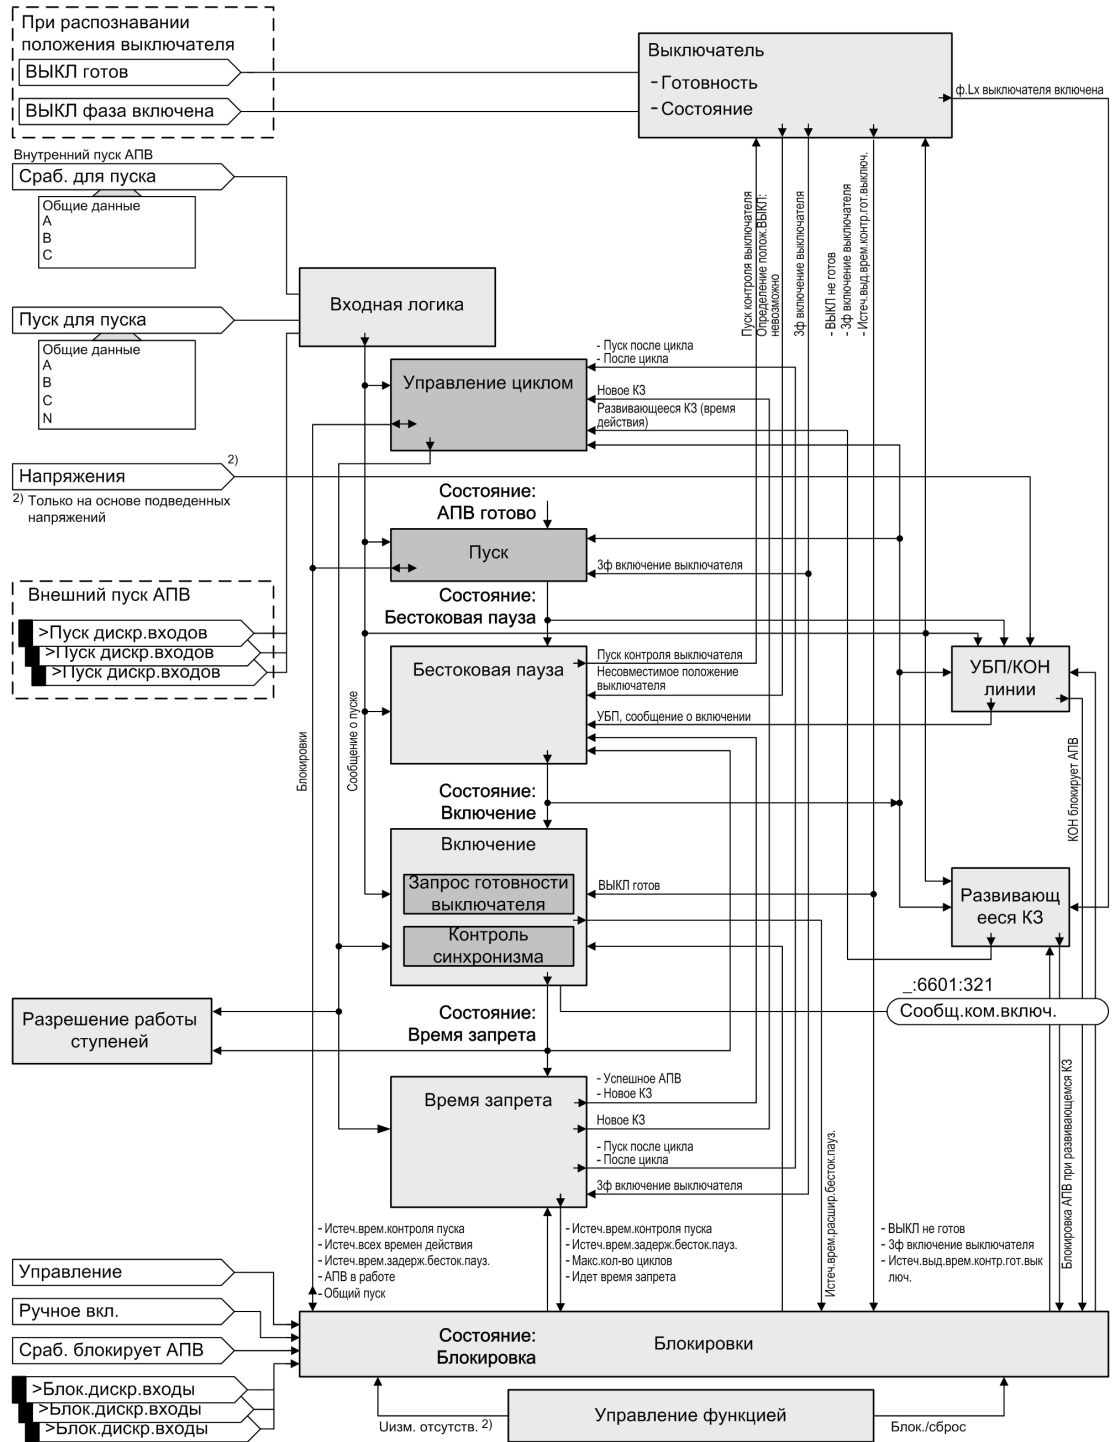 При распознавании
положения выключателя
ВЫКЛ готов
ВЫКЛ фаза включена
Выключатель
- Готовность
- Состояние
ф.Lx выключателя включена
Внутренний пуск АПВ
Сраб. для пуска
Общие данные
A
B
C
Пуск для пуска
Общие данные
A
B
C
N
Входная логика
Пуск контроля выключателя
Определение полож.ВЫКЛ:
невозможно
3ф включение выключателя
- ВЫКЛ не готов
- 3ф включение выключателя
- Истеч.выд.врем.контр.гот.выключ.
Управление циклом
- Пуск после цикла
- После цикла
Новое КЗ
Развивающееся КЗ (время
действия)
Напряжения
2)
2) Только на основе подведенных
напряжений
Состояние:
АПВ готово
Пуск
3ф включение выключателя
Состояние:
Бестоковая пауза
Внешний пуск АПВ
>Пуск дискр.входов
>Пуск дискр.входов
>Пуск дискр.входов
Бестоковая пауза
Пуск контроля выключателя
Несовместимое положение
выключателя
УБП, сообщение о включении
УБП/КОН
линии
Блокировки
Сообщение о пуске
КОН блокирует АПВ
Состояние:
Включение
Включение
Запрос готовности
выключателя
Контроль
синхронизма
ВЫКЛ готов
Развивающ
ееся КЗ
_:6601:321
Сообщ.ком.включ.
Разрешение работы
ступеней
Состояние:
Время запрета
Время запрета
- Успешное АПВ
- Новое КЗ
Новое КЗ
- Пуск после цикла
- После цикла
3ф включение выключателя
Истеч.врем.расшир.бесток.пауз.
Блокировка АПВ при развивающемся КЗ
- Истеч.врем.контроля пуска
- Истеч.всех времен действия
- Истеч.врем.задерж.бесток.пауз.
- АПВ в работе
- Общий пуск
- Истеч.врем.контроля пуска
- Истеч.врем.задерж.бесток.пауз.
- Макс.кол-во циклов
- Идет время запрета
- ВЫКЛ не готов
- 3ф включение выключателя
- Истеч.выд.врем.контр.гот.вык
люч.
Управление
Ручное вкл.
Сраб. блокирует АПВ
>Блок.дискр.входы
>Блок.дискр.входы
>Блок.дискр.входы
Состояние:
Блокировка
Блокировки
Управление функцией
Uизм. отсутств. 2)
Блок./сброс